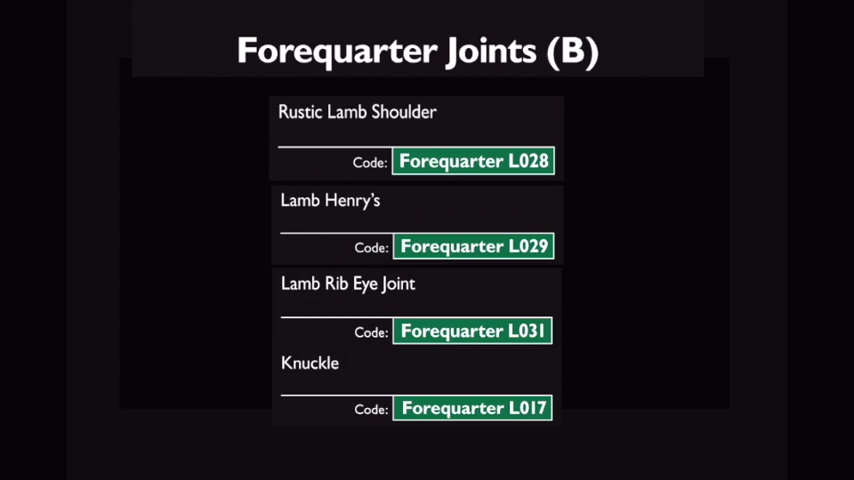 Forequarter Joints (B)
Rustic Lamb Shoulder
Code: Forequarter L028
Lamb Henry's
Code: Forequarter L029
Lamb Rib Eye Joint
Code: Forequarter L031
Knuckle
Code: Forequarter L017